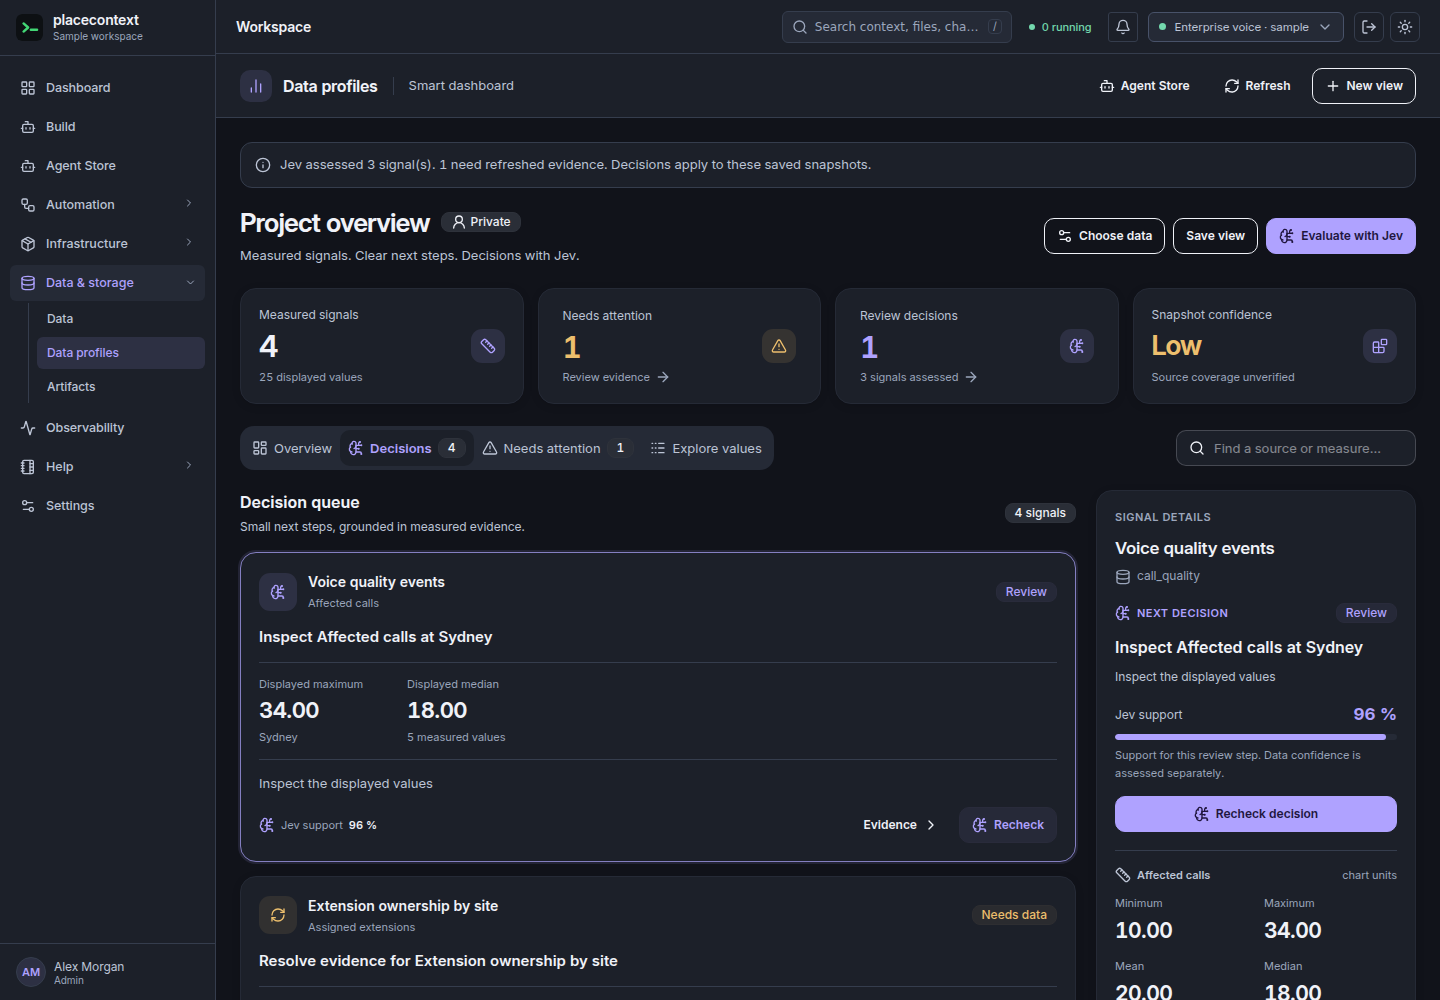 placecontext
Sample workspace
Dashboard
Build
Agent Store
Automation
Infrastructure
Data & storage
Data
Data profiles
Artifacts
Observability
Help
Settings
AM
Alex Morgan
Admin
Workspace
Search context, files, cha... /
0 running
Enterprise voice · sample
Data profiles
Smart dashboard
Agent Store
Refresh
New view
Jev assessed 3 signal(s). 1 need refreshed evidence. Decisions apply to these saved snapshots.
Project overview
Private
Measured signals. Clear next steps. Decisions with Jev.
Choose data
Save view
Evaluate with Jev
Measured signals
4
25 displayed values
Needs attention
1
Review evidence
Review decisions
1
3 signals assessed
Snapshot confidence
Low
Source coverage unverified
Overview
Decisions 4
Needs attention 1
Explore values
Find a source or measure...
Decision queue
Small next steps, grounded in measured evidence.
4 signals
Voice quality events
Affected calls
Review
Inspect Affected calls at Sydney
Displayed maximum
34.00
Sydney
Displayed median
18.00
5 measured values
Inspect the displayed values
Jev support 96 %
Evidence
Recheck
Extension ownership by site
Assigned extensions
Needs data
Resolve evidence for Extension ownership by site
SIGNAL DETAILS
Voice quality events
call_quality
NEXT DECISION
Review
Inspect Affected calls at Sydney
Inspect the displayed values
Jev support
96 %
Support for this review step. Data confidence is
assessed separately.
Recheck decision
Affected calls
chart units
Minimum
10.00
Maximum
34.00
Mean
20.00
Median
18.00